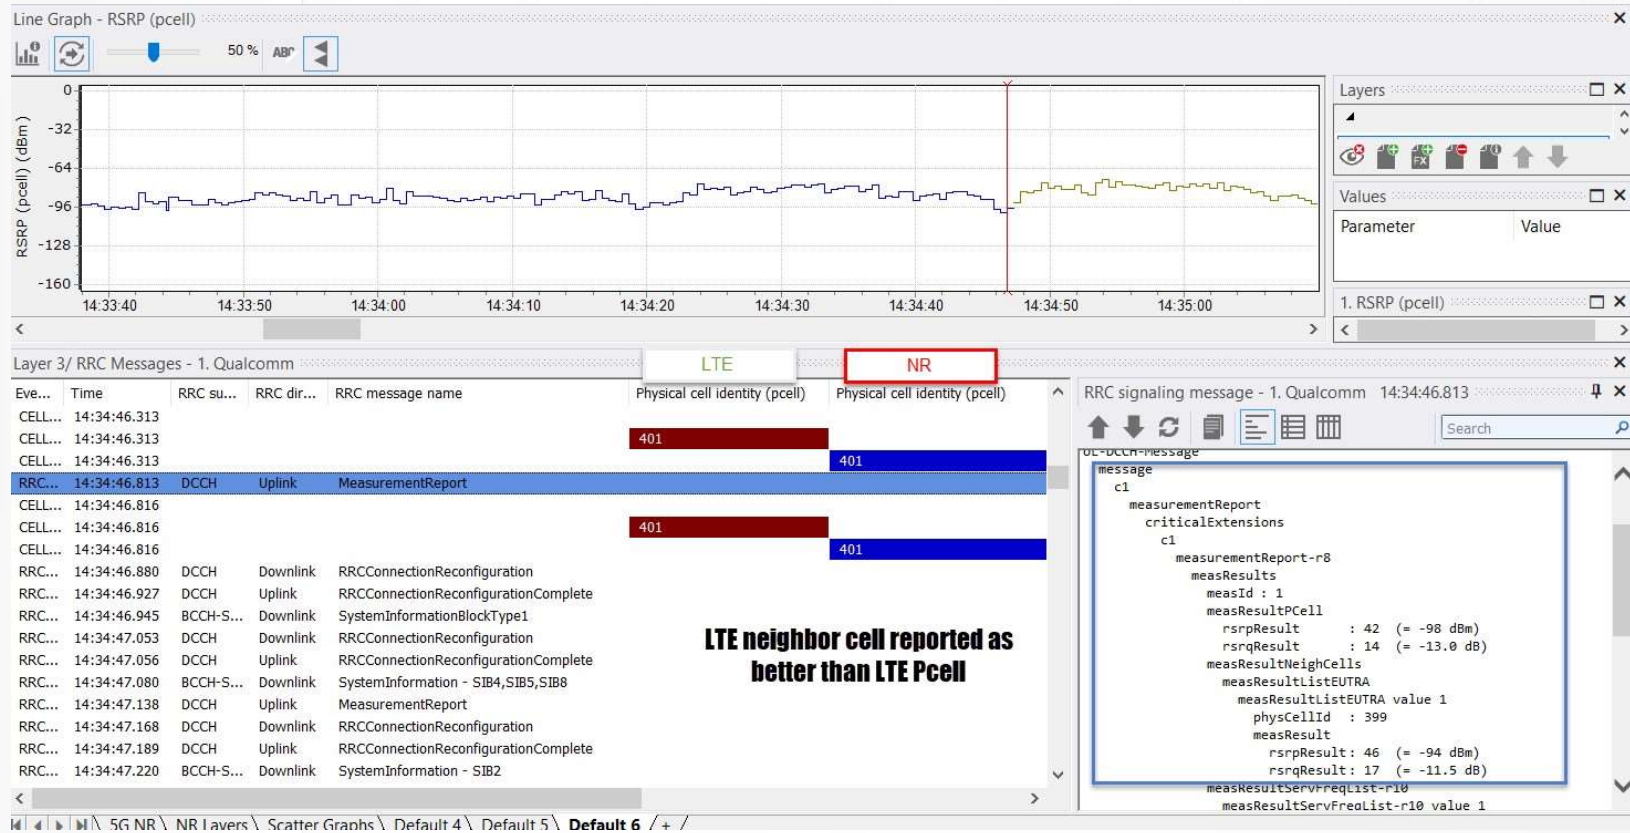 Line Graph - RSRP (pcell)
50 % ABC
Layers
FX
Values
Parameter Value
1. RSRP (pcell)
RSRP (pcell) (dBm)
0
-32
-64
-96
-128
-160
14:33:40 14:33:50 14:34:00 14:34:10 14:34:20 14:34:30 14:34:40 14:34:50 14:35:00
Layer 3/ RRC Messages - 1. Qualcomm
LTE NR
Eve... Time RRC su... RRC dir... RRC message name Physical cell identity (pcell) Physical cell identity (pcell)
CELL... 14:34:46.313
CELL... 14:34:46.313 401
CELL... 14:34:46.313 401
RRC... 14:34:46.813 DCCH Uplink MeasurementReport
CELL... 14:34:46.816
CELL... 14:34:46.816 401
CELL... 14:34:46.816 401
RRC... 14:34:46.880 DCCH Downlink RRCConnectionReconfiguration
RRC... 14:34:46.927 DCCH Uplink RRCConnectionReconfigurationComplete
RRC... 14:34:46.945 BCCH-S... Downlink SystemInformationBlockType1
RRC... 14:34:47.053 DCCH Downlink RRCConnectionReconfiguration
RRC... 14:34:47.056 DCCH Uplink RRCConnectionReconfigurationComplete
RRC... 14:34:47.080 BCCH-S... Downlink SystemInformation - SIB4,SIB5,SIB8
RRC... 14:34:47.138 DCCH Uplink MeasurementReport
RRC... 14:34:47.168 DCCH Downlink RRCConnectionReconfiguration
RRC... 14:34:47.189 DCCH Uplink RRCConnectionReconfigurationComplete
RRC... 14:34:47.220 BCCH-S... Downlink SystemInformation - SIB2
LTE neighbor cell reported as
better than LTE Pcell
RRC signaling message - 1. Qualcomm 14:34:46.813
Search
UL-DCCH-Message
message
c1
measurementReport
criticalExtensions
c1
measurementReport-r8
measResults
measId : 1
measResultPCell
rsrpResult : 42 (= -98 dBm)
rsrqResult : 14 (= -13.0 dB)
measResultNeighCells
measResultListEUTRA
measResultListEUTRA value 1
physCellId : 399
measResult
rsrpResult: 46 (= -94 dBm)
rsrqResult: 17 (= -11.5 dB)
measResultServFreqList-r10
measResultServFreqList-r10 value 1
5G NR NR Layers Scatter Graphs Default 4 Default 5 Default 6 +